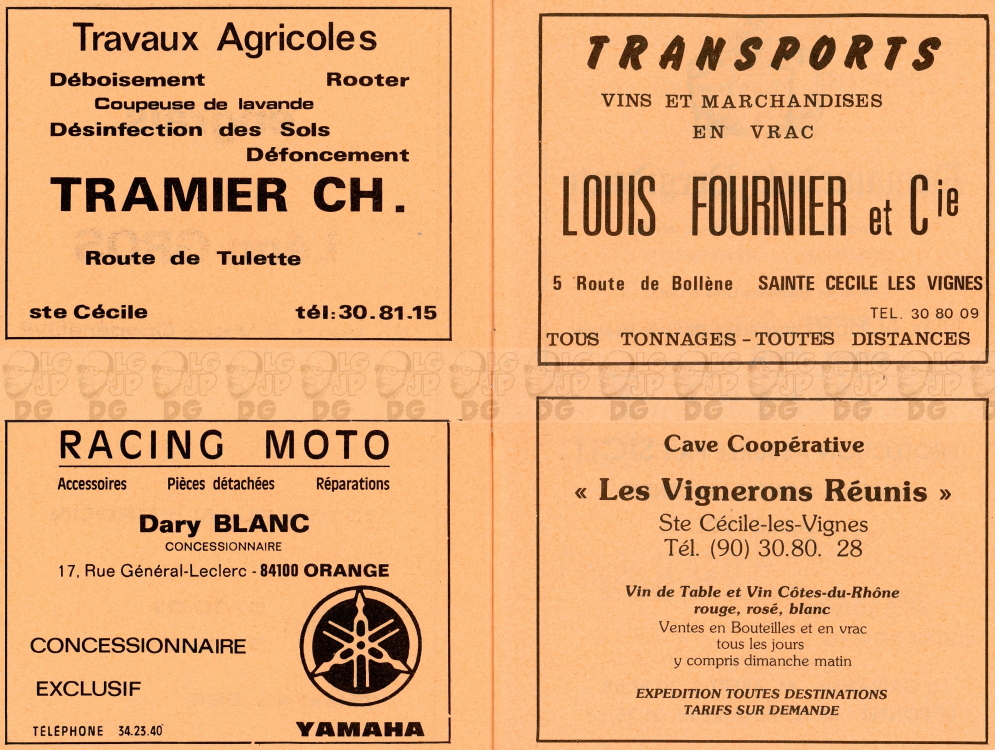 Travaux Agricoles
Déboisement Rooter
Coupeuse de lavande
Désinfection des Sols
Défoncement
TRAMIER CH.
Route de Tulette
ste Cécile tél:30.81.15
TRANSPORTS
VINS ET MARCHANDISES
EN VRAC
LOUIS FOURNIER et Cie
5 Route de Bollène SAINTE CECILE LES VIGNES
TEL. 30 80 09
TOUS TONNAGES - TOUTES DISTANCES
RACING MOTO
Accessoires Pièces détachées Réparations
Dary BLANC
CONCESSIONNAIRE
17, Rue Général-Leclerc - 84100 ORANGE
CONCESSIONNAIRE
EXCLUSIF
TÉLÉPHONE 34.23.40
YAMAHA
Cave Coopérative
« Les Vignerons Réunis »
Ste Cécile-les-Vignes
Tél. (90) 30.80. 28
Vin de Table et Vin Côtes-du-Rhône
rouge, rosé, blanc
Ventes en Bouteilles et en vrac
tous les jours
y compris dimanche matin
EXPEDITION TOUTES DESTINATIONS
TARIFS SUR DEMANDE